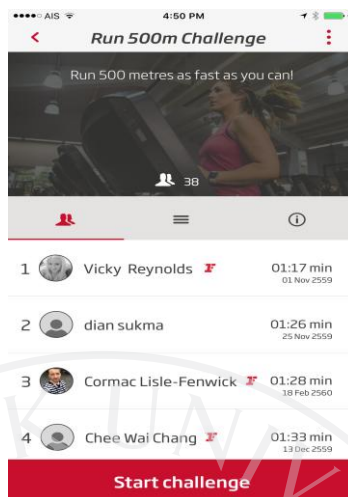 AIS 4:50 PM
Run 500m Challenge
Run 500 metres as fast as you can!
38
1 Vicky Reynolds F 01:17 min
01 Nov 2559
2 dian sukma 01:26 min
25 Nov 2559
3 Cormac Lisle-Fenwick F 01:28 min
18 Feb 2560
4 Chee Wai Chang F 01:33 min
13 Dec 2559
Start challenge